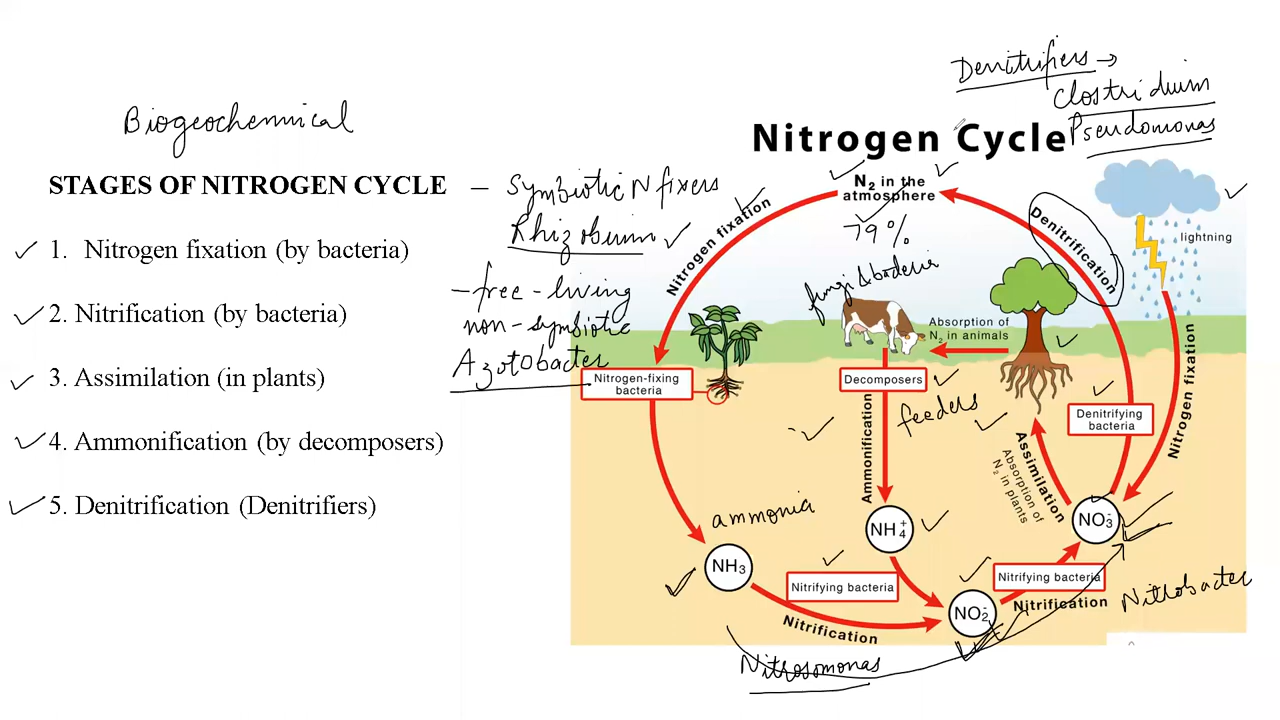 Biogeochemical
STAGES OF NITROGEN CYCLE
1. Nitrogen fixation (by bacteria)
2. Nitrification (by bacteria)
3. Assimilation (in plants)
4. Ammonification (by decomposers)
5. Denitrification (Denitrifiers)
– Symbiotic N fixers
Rhizobium
– free-living
non-symbiotic
Azotobacter
Denitrifiers →
Clostridium
Pseudomonas
Nitrogen Cycle
N2 in the
atmosphere
79%
Nitrogen fixation
Denitrification
lightning
Nitrogen fixation
fungi & bacteria
Absorption of
N2 in animals
Nitrogen-fixing
bacteria
Decomposers
feeders
Denitrifying
bacteria
Ammonification
Assimilation
Absorption of
N2 in plants
ammonia
NH3
NH4+
NO3-
NO2-
Nitrifying bacteria
Nitrification
Nitrifying bacteria
Nitrification
Nitrobacter
Nitrosomonas